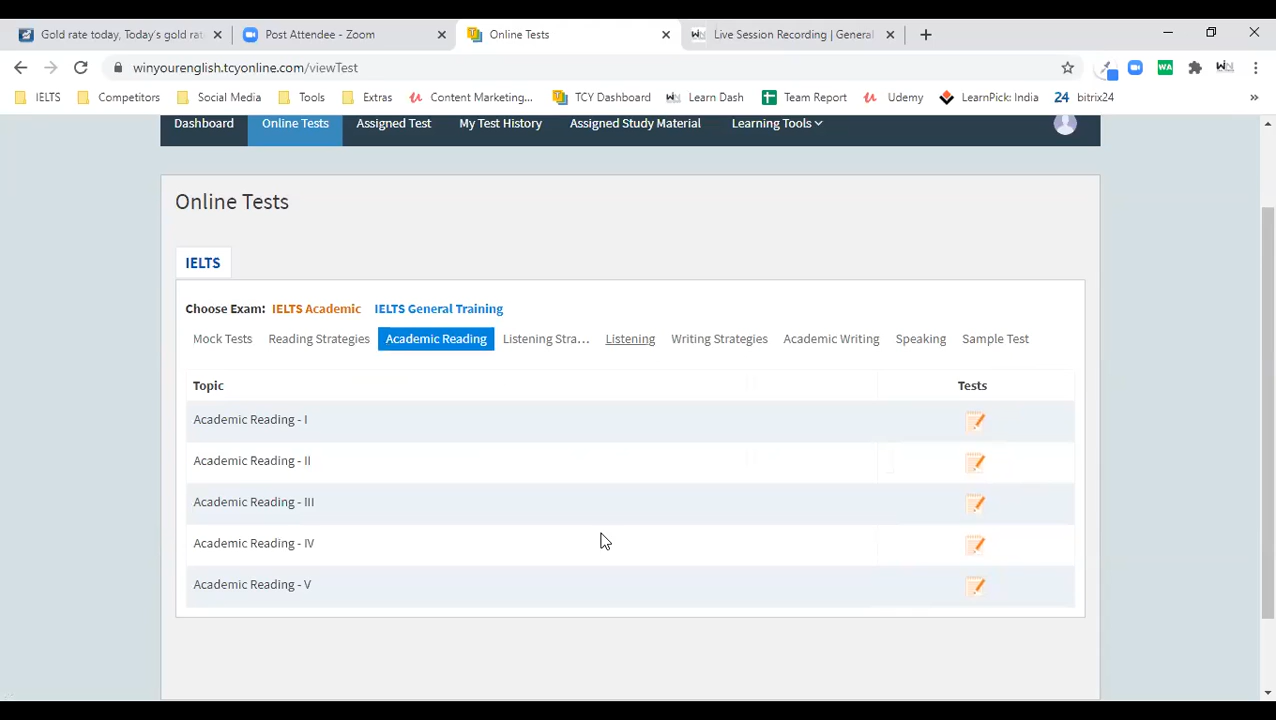 Gold rate today, Today's gold rat
Post Attendee - Zoom
Online Tests
Live Session Recording | General
winyourenglish.tcyonline.com/viewTest
IELTS
Competitors
Social Media
Tools
Extras
Content Marketing...
TCY Dashboard
Learn Dash
Team Report
Udemy
LearnPick: India
24 bitrix24
Dashboard
Online Tests
Assigned Test
My Test History
Assigned Study Material
Learning Tools
Online Tests
IELTS
Choose Exam: IELTS Academic IELTS General Training
Mock Tests Reading Strategies Academic Reading Listening Stra... Listening Writing Strategies Academic Writing Speaking Sample Test
Topic Tests
Academic Reading - I
Academic Reading - II
Academic Reading - III
Academic Reading - IV
Academic Reading - V